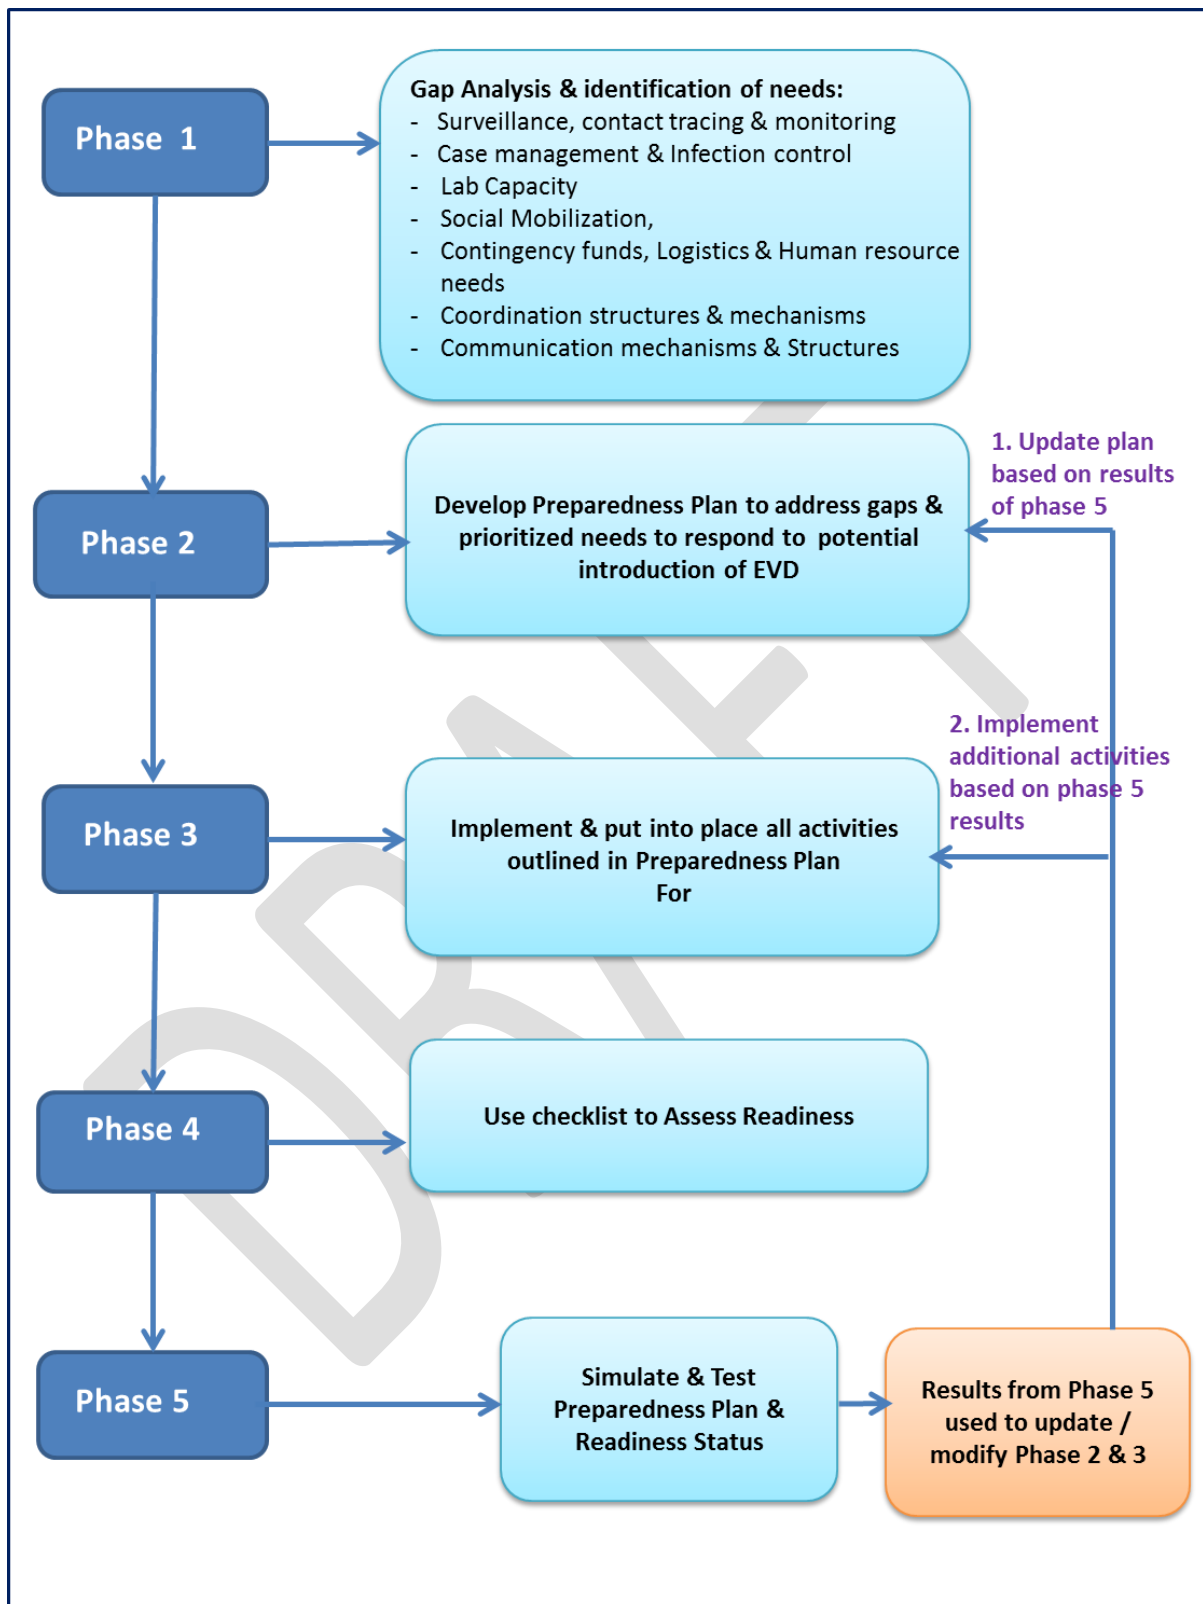 Phase 1
Gap Analysis & identification of needs:
- Surveillance, contact tracing & monitoring
- Case management & Infection control
- Lab Capacity
- Social Mobilization,
- Contingency funds, Logistics & Human resource
needs
- Coordination structures & mechanisms
- Communication mechanisms & Structures
Phase 2
Develop Preparedness Plan to address gaps &
prioritized needs to respond to potential
introduction of EVD
1. Update plan
based on results
of phase 5
Phase 3
Implement & put into place all activities
outlined in Preparedness Plan
For
2. Implement
additional activities
based on phase 5
results
Phase 4
Use checklist to Assess Readiness
Phase 5
Simulate & Test
Preparedness Plan &
Readiness Status
Results from Phase 5
used to update /
modify Phase 2 & 3
DRAFT